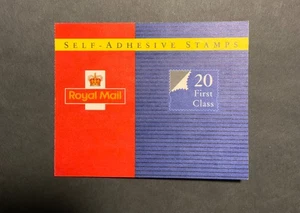 SELF-ADHESIVE STAMPS
Royal Mail
20
First
Class